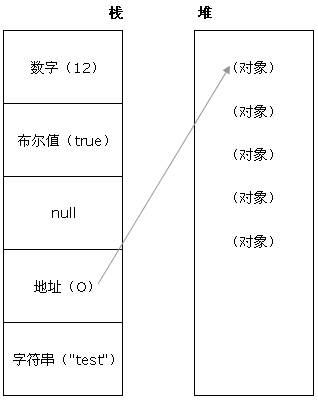 栈
堆
数字（12）
布尔值（true）
null
地址（O）
字符串（"test"）
（对象）
（对象）
（对象）
（对象）
（对象）